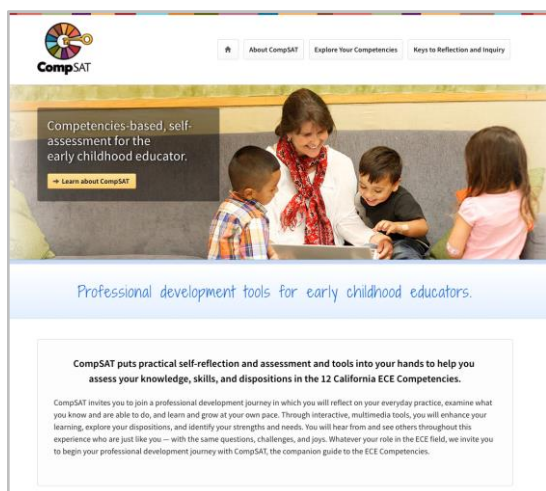 CompSAT
About CompSAT
Explore Your Competencies
Keys to Reflection and Inquiry
Competencies-based, self-
assessment for the
early childhood educator.
→ Learn about CompSAT
Professional development tools for early childhood educators.
CompSAT puts practical self-reflection and assessment and tools into your hands to help you
assess your knowledge, skills, and dispositions in the 12 California ECE Competencies.
CompSAT invites you to join a professional development journey in which you will reflect on your everyday practice, examine what
you know and are able to do, and learn and grow at your own pace. Through interactive, multimedia tools, you will enhance your
learning, explore your dispositions, and identify your strengths and needs. You will hear from and see others throughout this
experience who are just like you — with the same questions, challenges, and joys. Whatever your role in the ECE field, we invite you
to begin your professional development journey with CompSAT, the companion guide to the ECE Competencies.